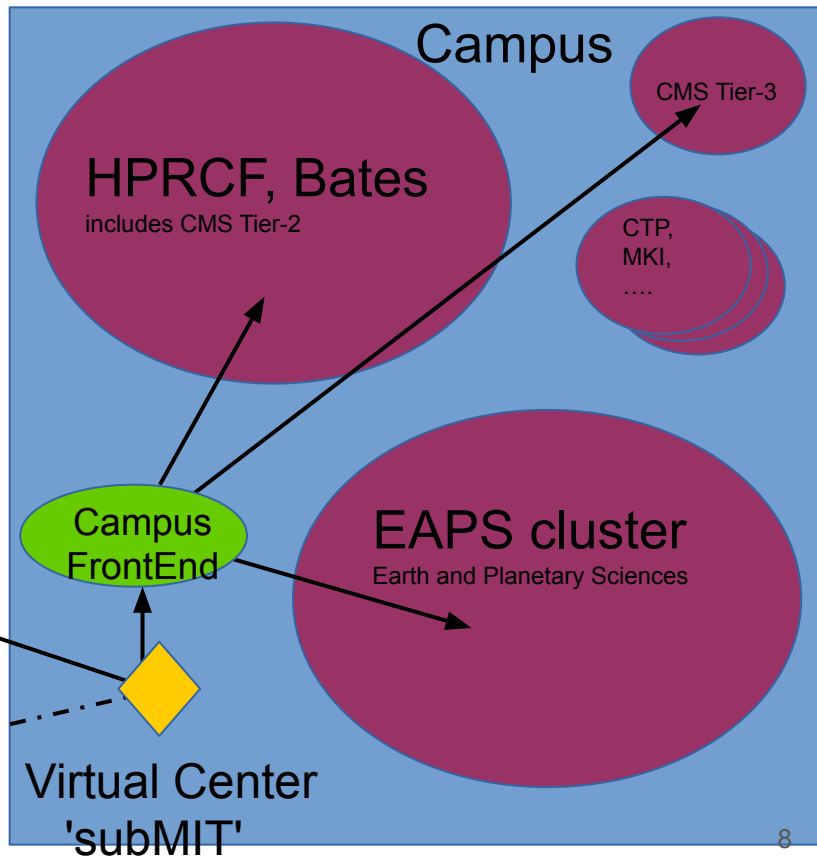 Campus
CMS Tier-3
HPRCF, Bates
includes CMS Tier-2
CTP,
MKI,
….
Campus
FrontEnd
EAPS cluster
Earth and Planetary Sciences
Virtual Center
'subMIT'
8